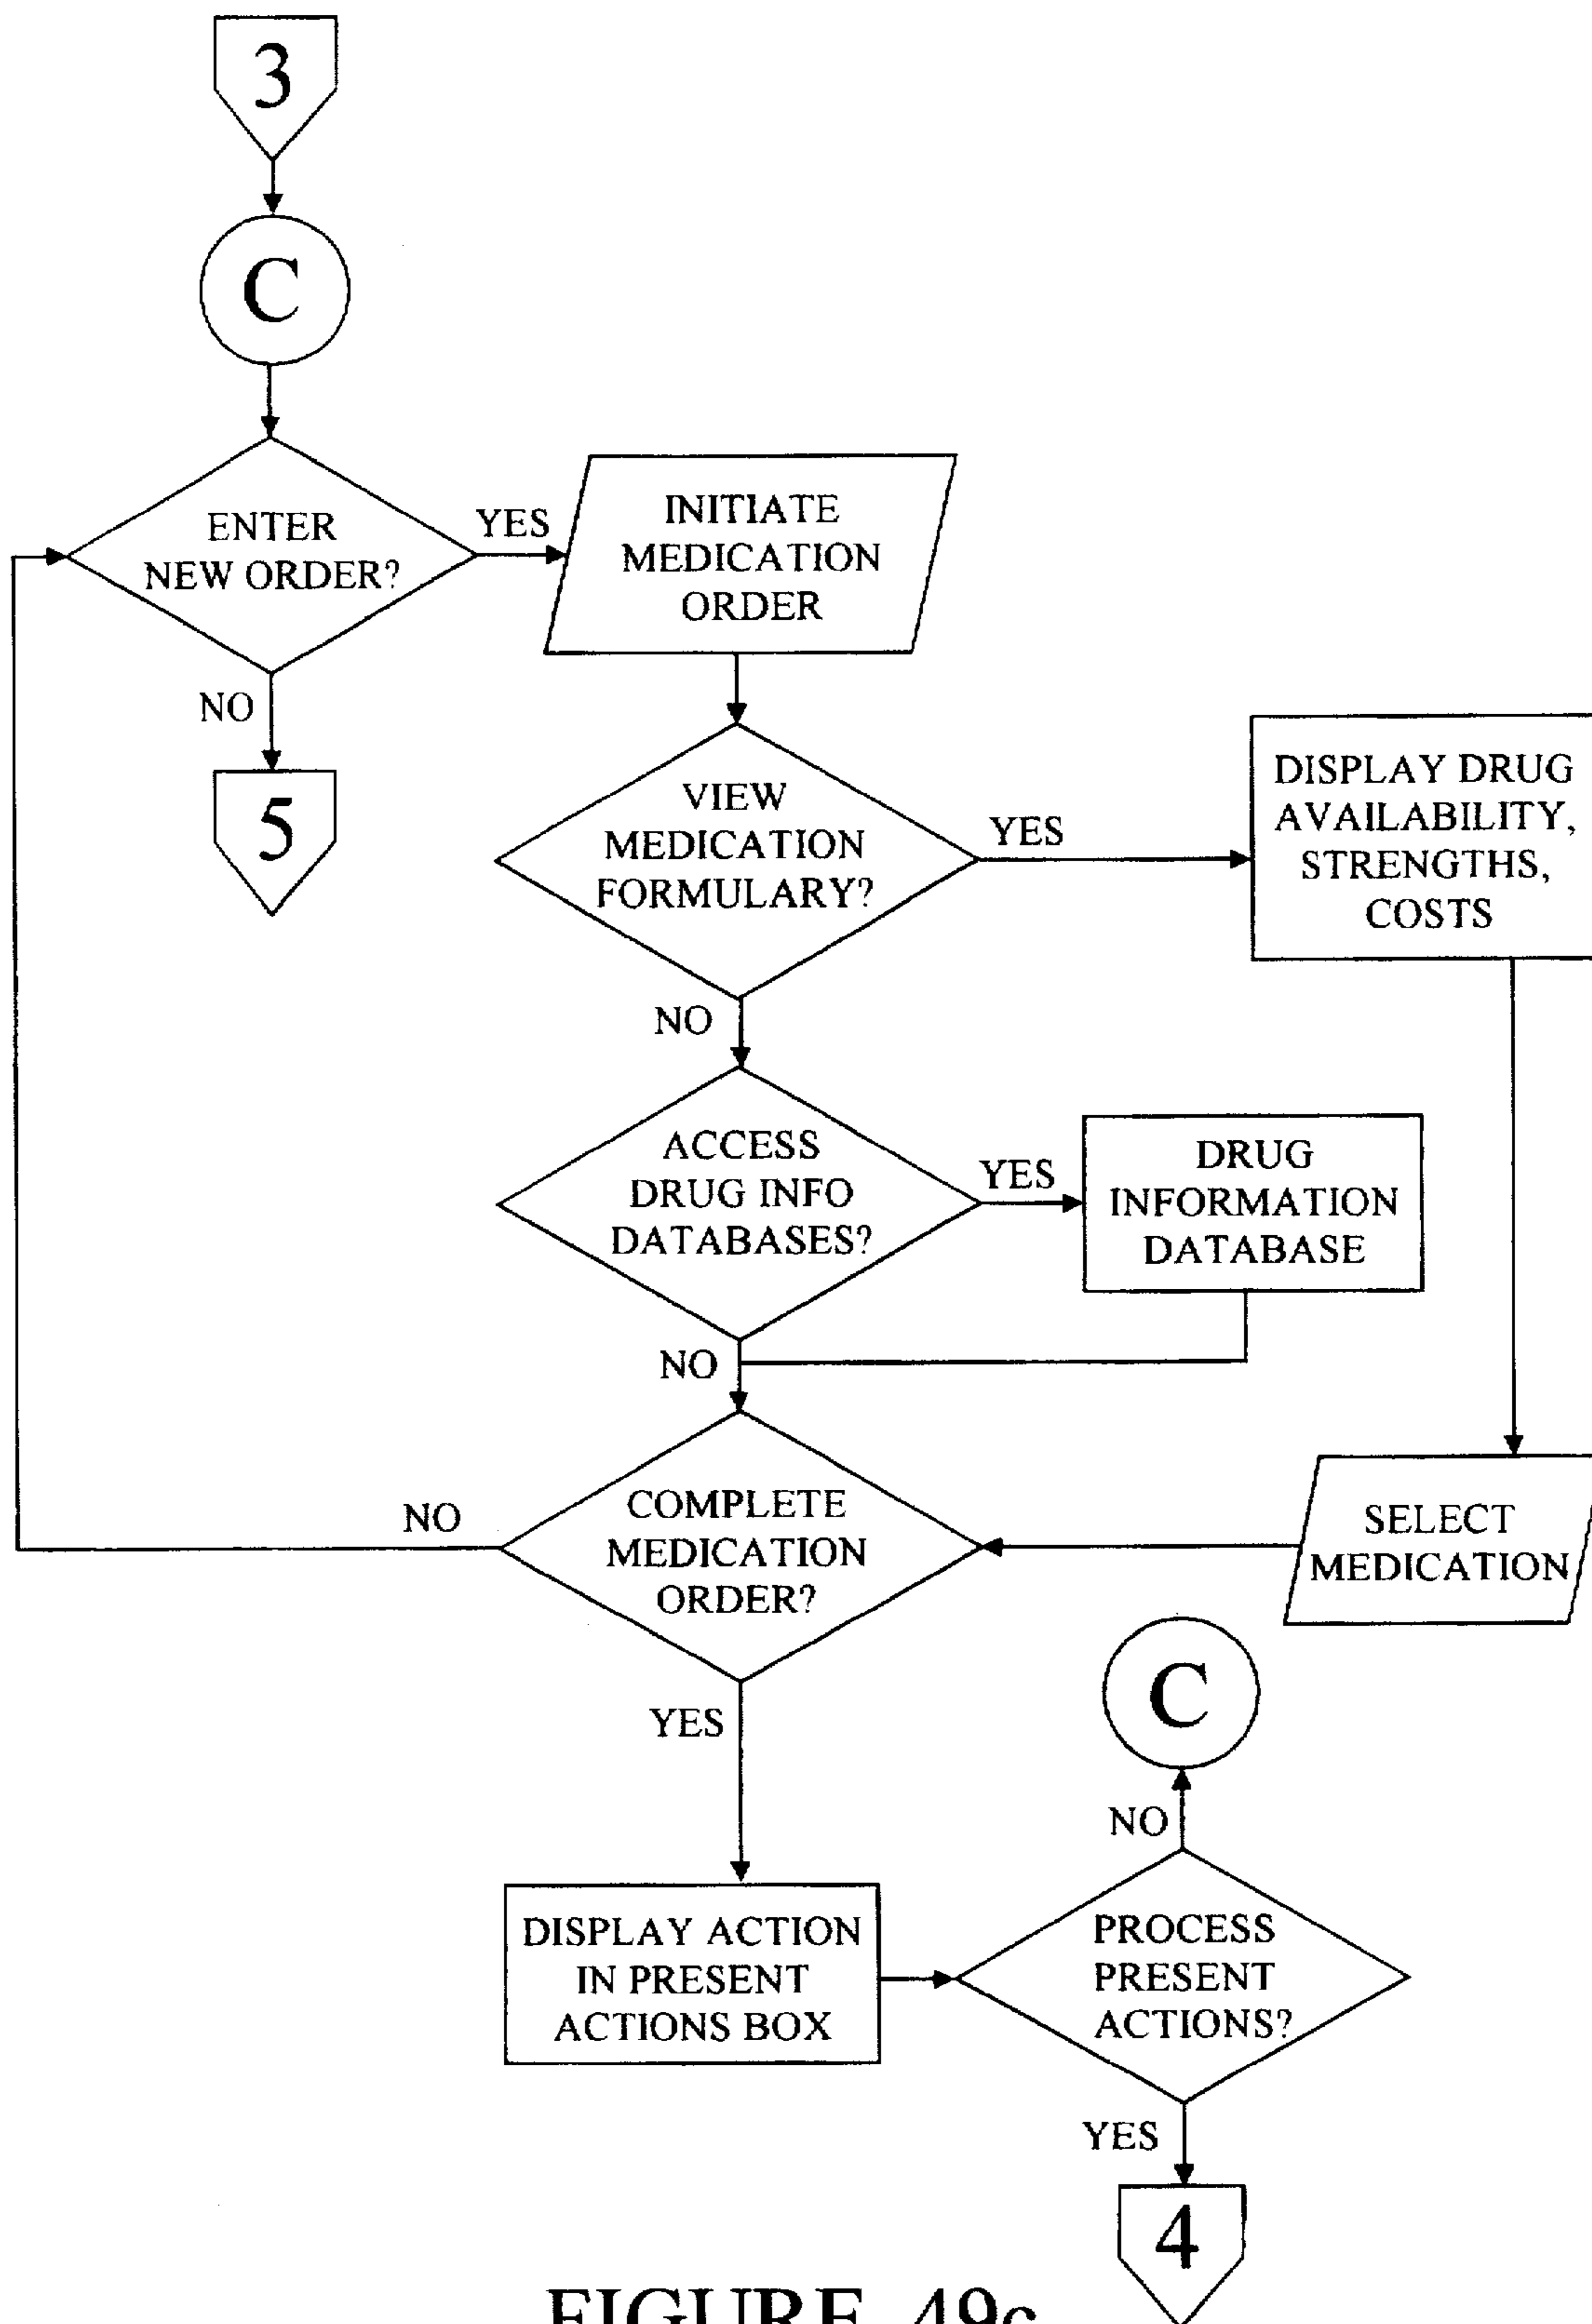 3
C
ENTER
NEW ORDER?
YES
INITIATE
MEDICATION
ORDER
NO
5
VIEW
MEDICATION
FORMULARY?
YES
DISPLAY DRUG
AVAILABILITY,
STRENGTHS,
COSTS
NO
ACCESS
DRUG INFO
DATABASES?
YES
DRUG
INFORMATION
DATABASE
NO
COMPLETE
MEDICATION
ORDER?
NO
SELECT
MEDICATION
YES
C
NO
DISPLAY ACTION
IN PRESENT
ACTIONS BOX
PROCESS
PRESENT
ACTIONS?
YES
4
FIGURE 49c